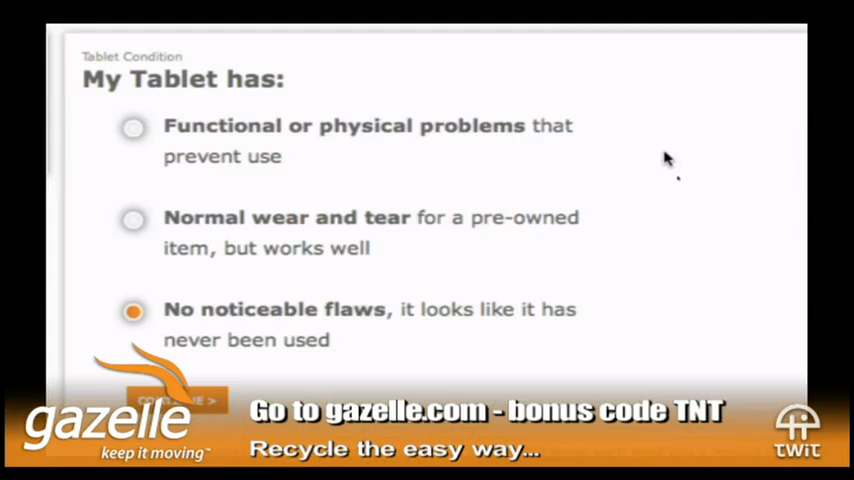 Tablet Condition
My Tablet has:
Functional or physical problems that
prevent use
Normal wear and tear for a pre-owned
item, but works well
No noticeable flaws, it looks like it has
never been used
gazelle
keep it moving™
Go to gazelle.com - bonus code TNT
Recycle the easy way...
TWiT